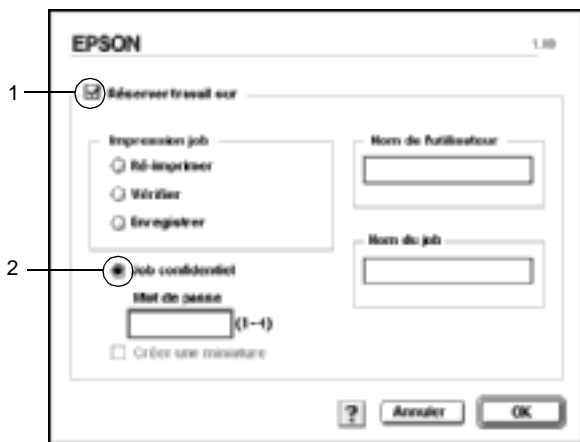 EPSON
1.10
1
Réserver travail sur
Impression job
Ré-imprimer
Vérifier
Enregistrer
Nom de l'utilisateur
2
Job confidentiel
Nom du job
Mot de passe
(1~4)
Créer une miniature
?
Annuler
OK